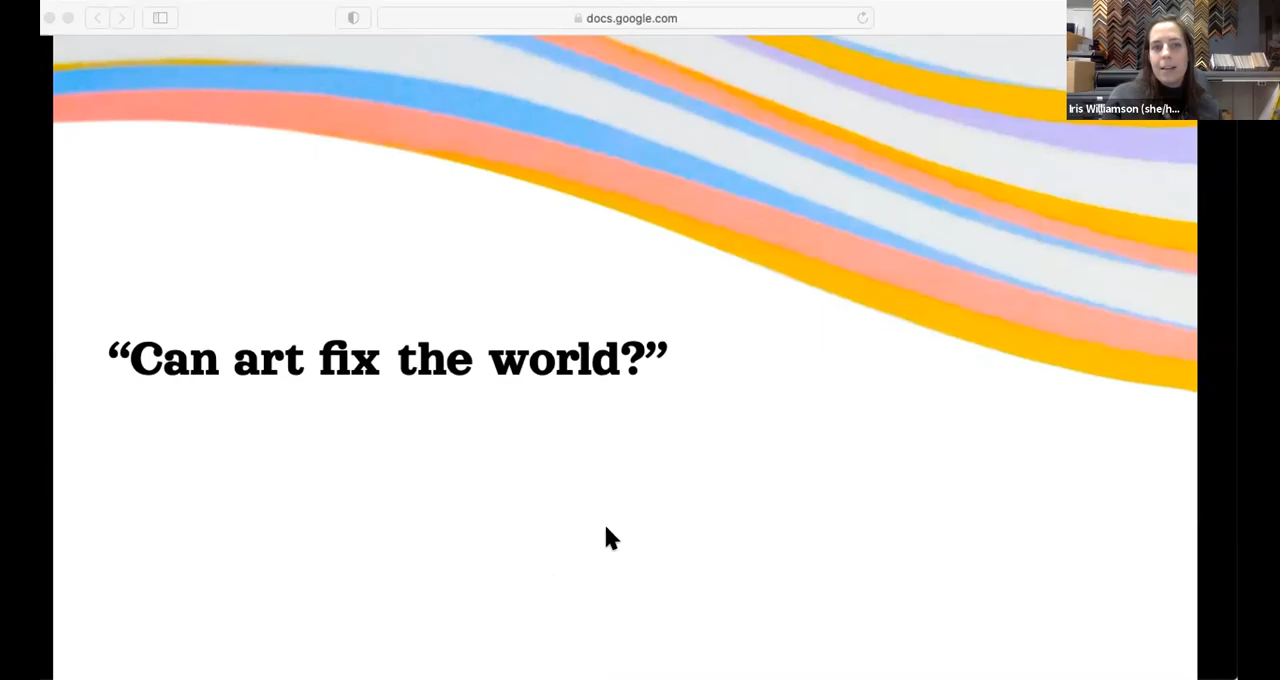 docs.google.com
Iris Williamson (she/h...
“Can art fix the world?”